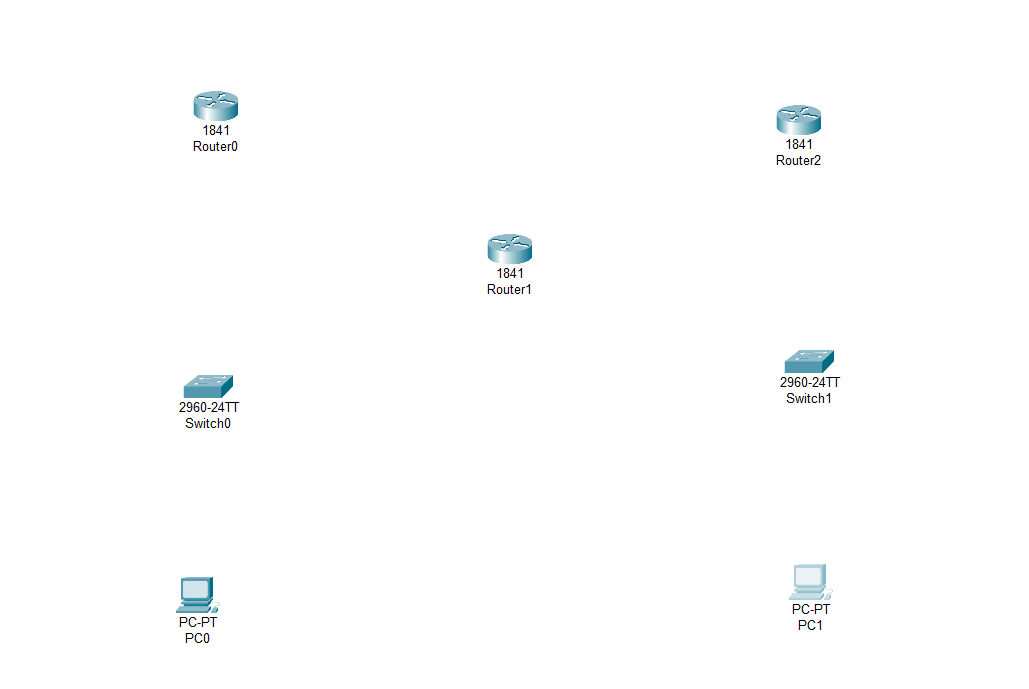 1841
Router0
1841
Router2
1841
Router1
2960-24TT
Switch1
2960-24TT
Switch0
PC-PT
PC1
PC-PT
PC0